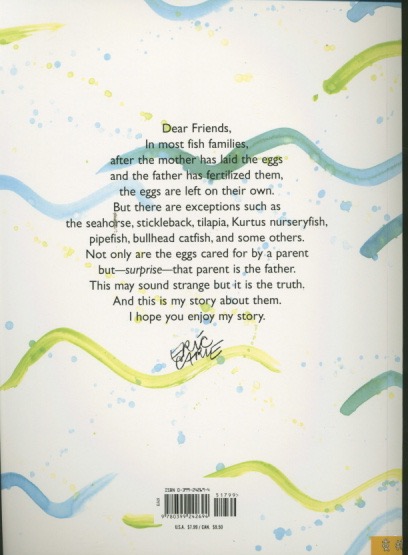 Dear Friends,
In most fish families,
after the mother has laid the eggs
and the father has fertilized them,
the eggs are left on their own.
But there are exceptions such as
the seahorse, stickleback, tilapia, Kurtus nurseryfish,
pipefish, bullhead catfish, and some others.
Not only are the eggs cared for by a parent
but—surprise—that parent is the father.
This may sound strange but it is the truth.
And this is my story about them.
I hope you enjoy my story.
ERIC CARLE
ISBN 0-399-24269-4
51799
9 780399 242694
U.S.A. $7.99 / CAN.